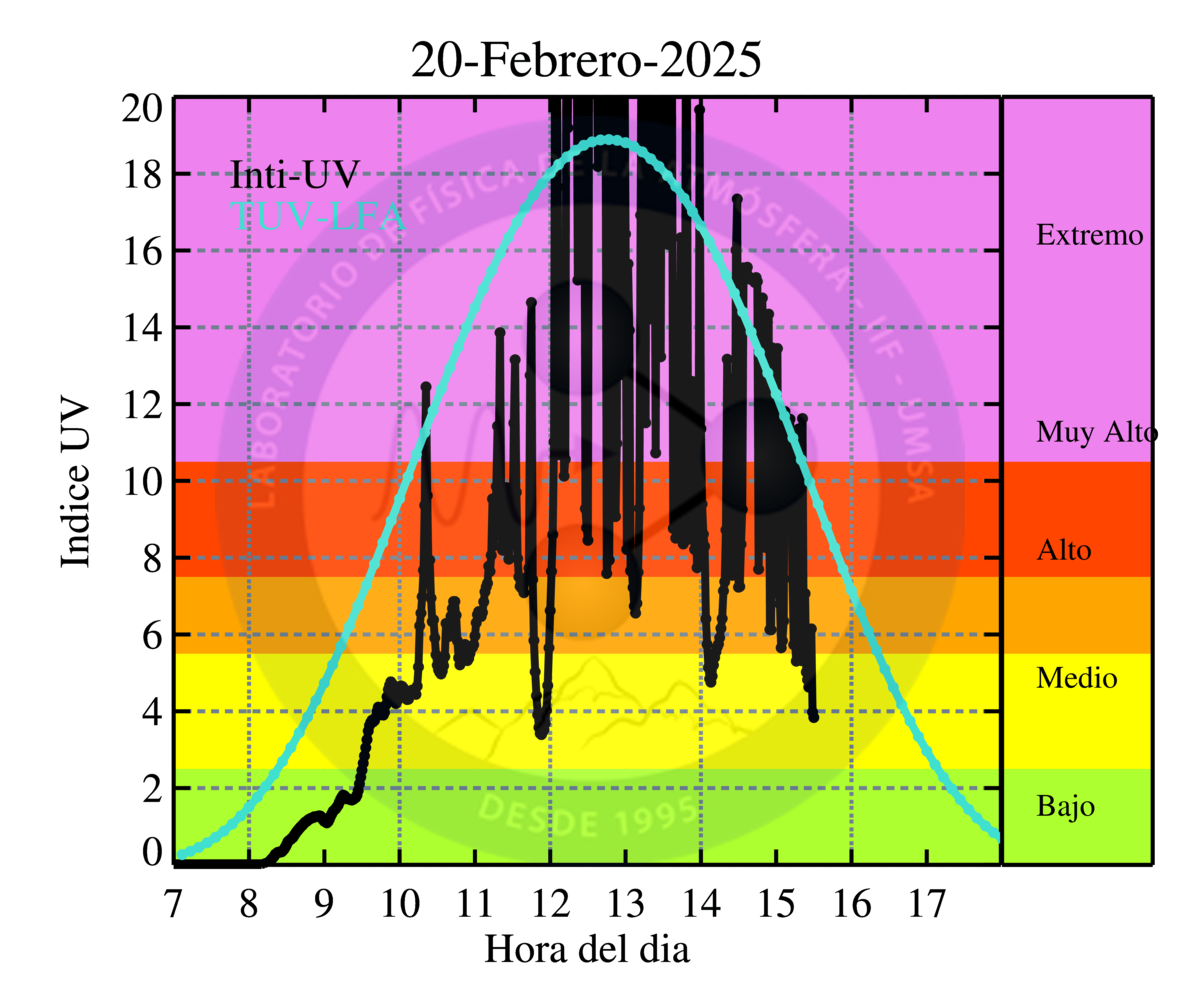 20-Febrero-2025
Inti-UV
TUV-LFA
LABORATORIO DE FÍSICA DE LA ATMÓSFERA - IIF - UMSA
DESDE 1995
Indice UV
20
18
16
14
12
10
8
6
4
2
0
Extremo
Muy Alto
Alto
Medio
Bajo
7 8 9 10 11 12 13 14 15 16 17
Hora del dia